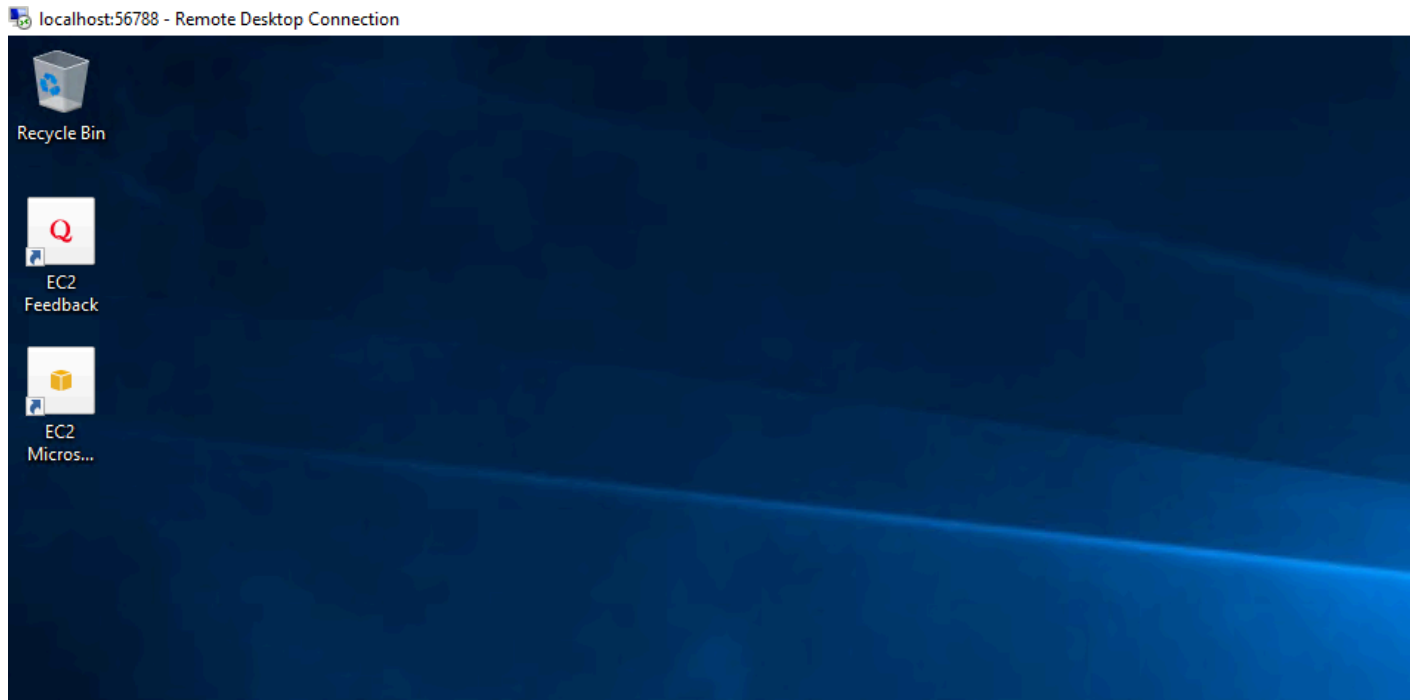 localhost:56788 - Remote Desktop Connection
Recycle Bin
Q
EC2
Feedback
EC2
Micros...